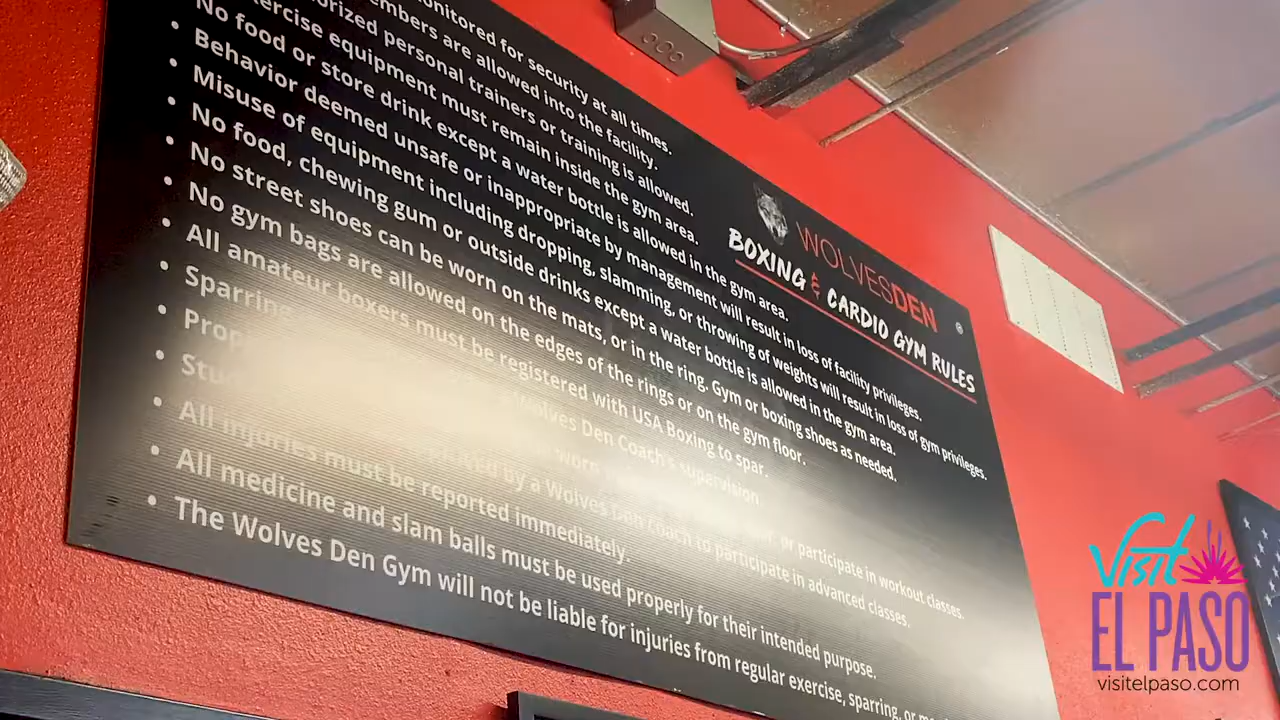 WOLVESDEN
BOXING & CARDIO GYM RULES
monitored for security at all times.
are allowed into the facility.
personal trainers or training is allowed.
equipment must remain inside the gym area.
• No food or store drink except a water bottle is allowed in the gym area.
• Behavior deemed unsafe or inappropriate by management will result in loss of facility privileges.
• Misuse of equipment including dropping, slamming, or throwing of weights will result in loss of gym privileges.
• No food, chewing gum or outside drinks except a water bottle is allowed in the gym area.
• No street shoes can be worn on the mats, or in the ring. Gym or boxing shoes as needed.
• No gym bags are allowed on the edges of the rings or on the gym floor.
• All amateur boxers must be registered with USA Boxing to spar.
• Sparring Wolves Den Coach's supervision
• worn or participate in workout classes.
• by a Wolves Den Coach to participate in advanced classes.
• All injuries must be reported immediately.
• All medicine and slam balls must be used properly for their intended purpose.
• The Wolves Den Gym will not be liable for injuries from regular exercise, sparring, or
Visit
EL PASO
visitelpaso.com